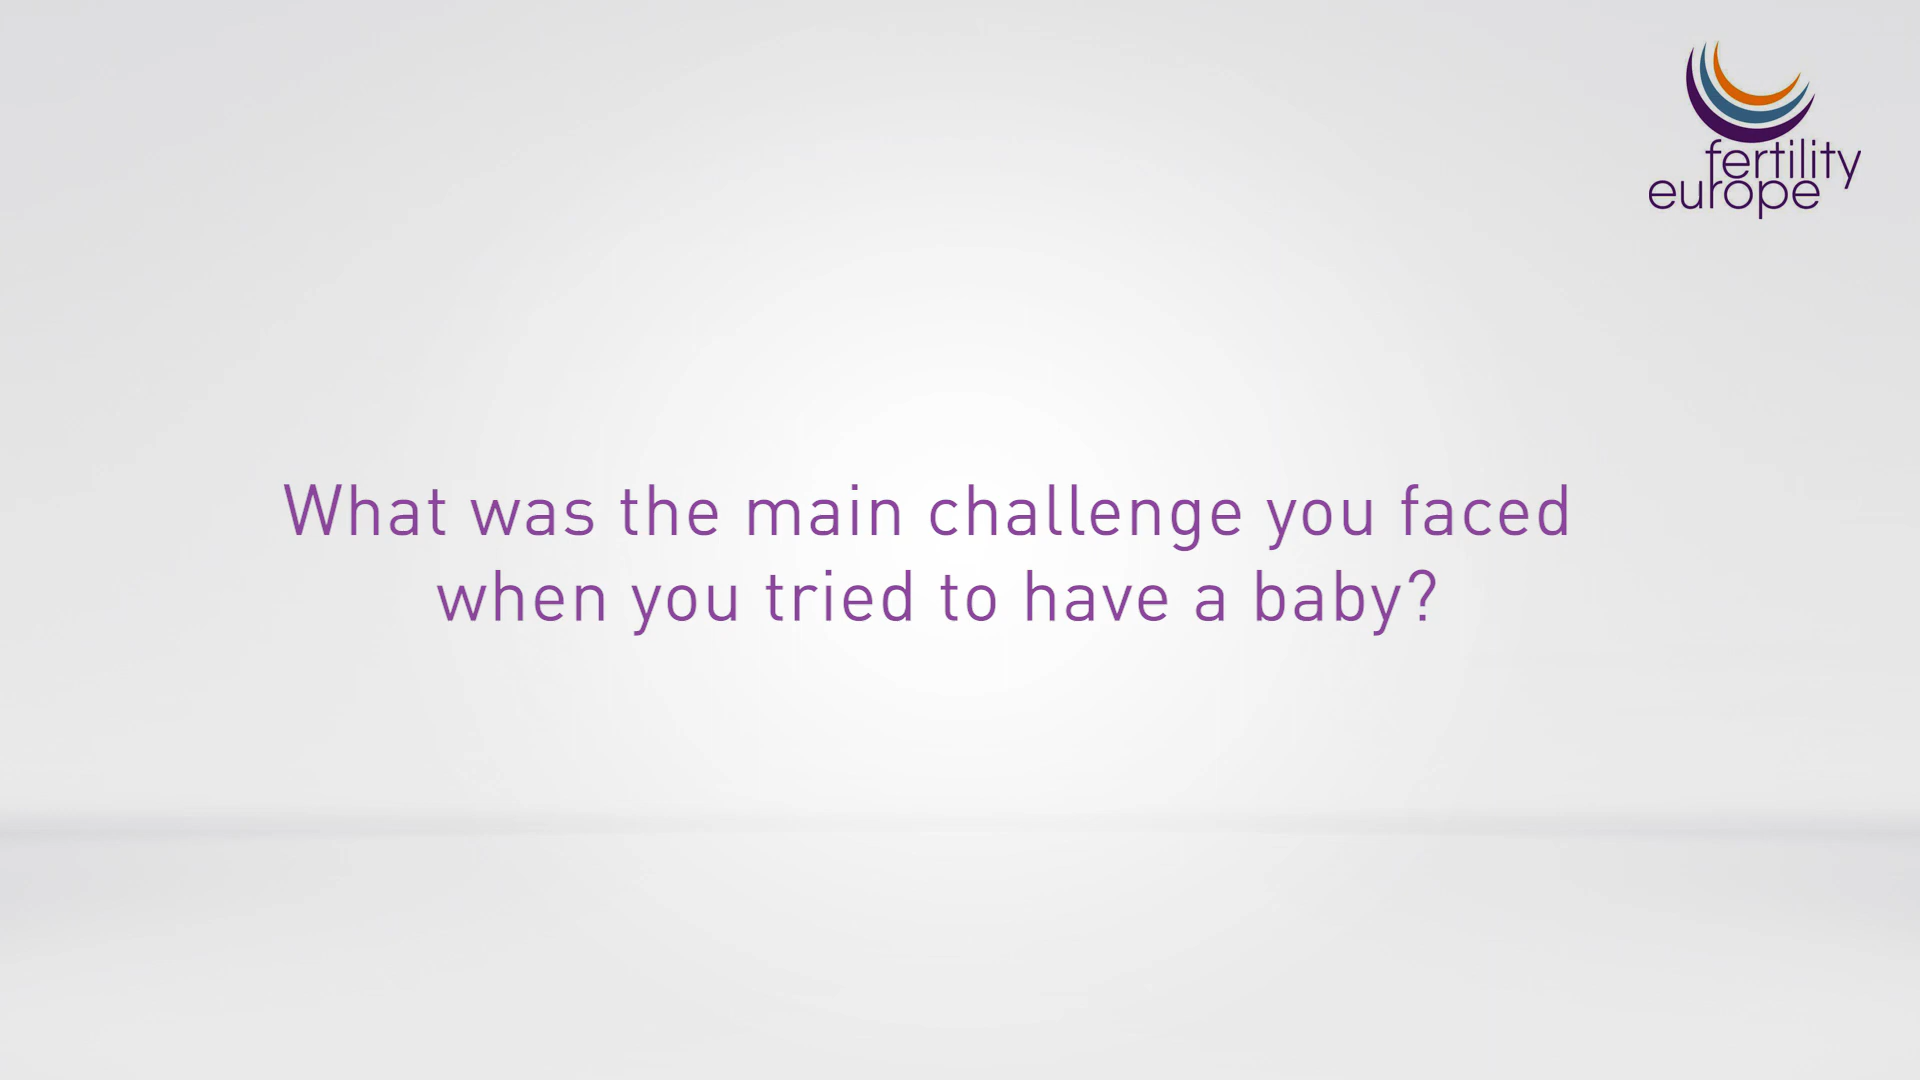 fertility
europe
What was the main challenge you faced
when you tried to have a baby?